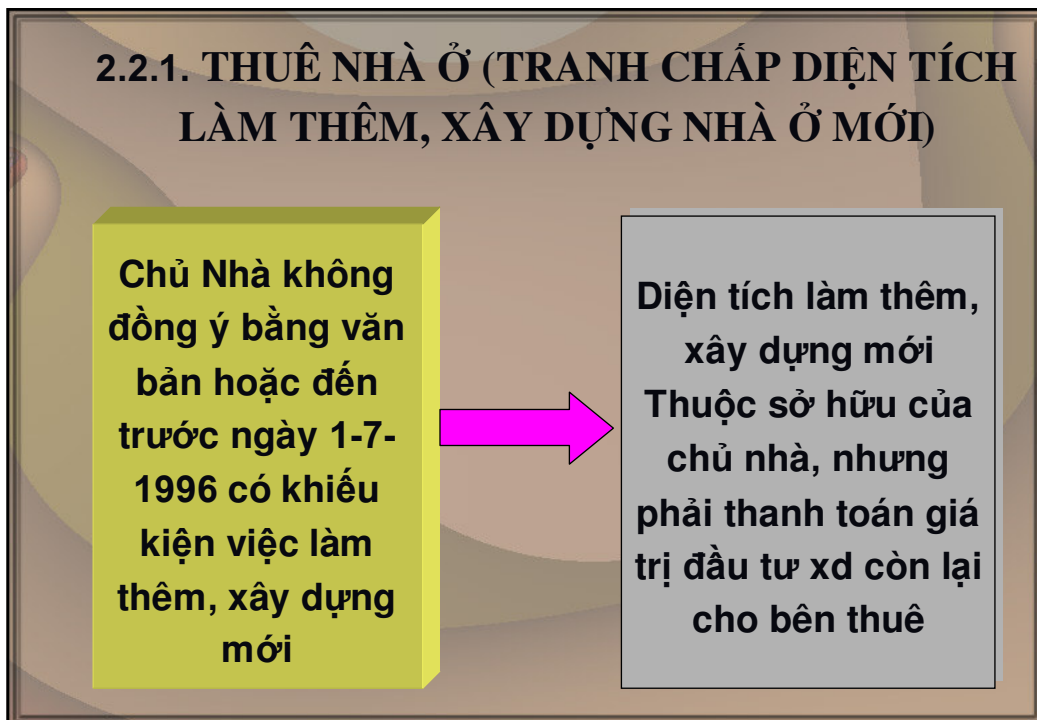 2.2.1. THUÊ NHÀ Ở (TRANH CHẤP DIỆN TÍCH
LÀM THÊM, XÂY DỰNG NHÀ Ở MỚI)
Chủ Nhà không
đồng ý bằng văn
bản hoặc đến
trước ngày 1-7-
1996 có khiếu
kiện việc làm
thêm, xây dựng
mới
Diện tích làm thêm,
xây dựng mới
Thuộc sở hữu của
chủ nhà, nhưng
phải thanh toán giá
trị đầu tư xd còn lại
cho bên thuê